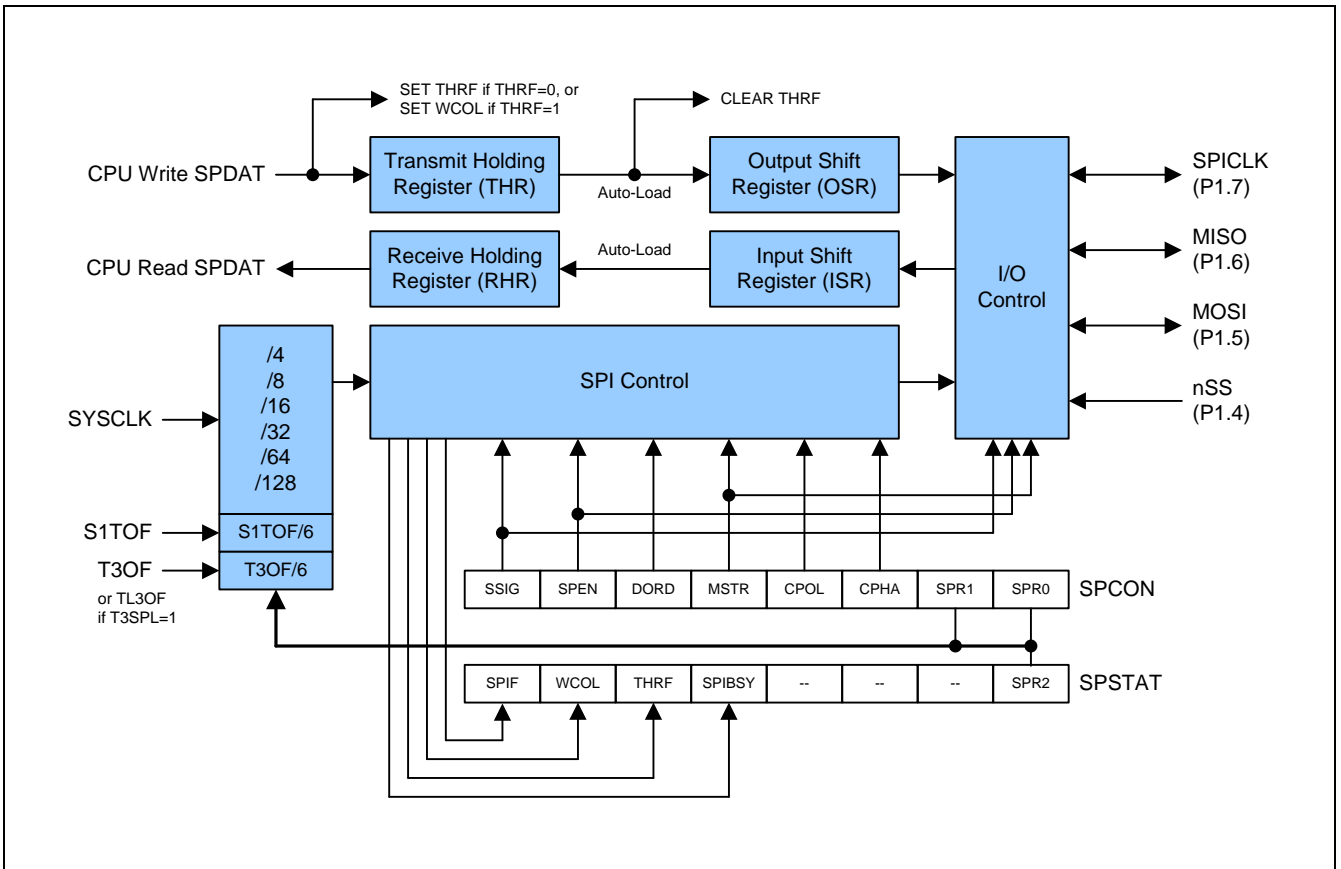 SET THRF if THRF=0, or
SET WCOL if THRF=1
CLEAR THRF
CPU Write SPDAT
Transmit Holding
Register (THR)
Auto-Load
Output Shift
Register (OSR)
SPICLK
(P1.7)
CPU Read SPDAT
Receive Holding
Register (RHR)
Auto-Load
Input Shift
Register (ISR)
I/O
Control
MISO
(P1.6)
MOSI
(P1.5)
nSS
(P1.4)
SYSCLK
/4
/8
/16
/32
/64
/128
SPI Control
S1TOF
S1TOF/6
T3OF
or TL3OF
if T3SPL=1
T3OF/6
SSIG SPEN DORD MSTR CPOL CPHA SPR1 SPR0 SPCON
SPIF WCOL THRF SPIBSY -- -- -- SPR2 SPSTAT